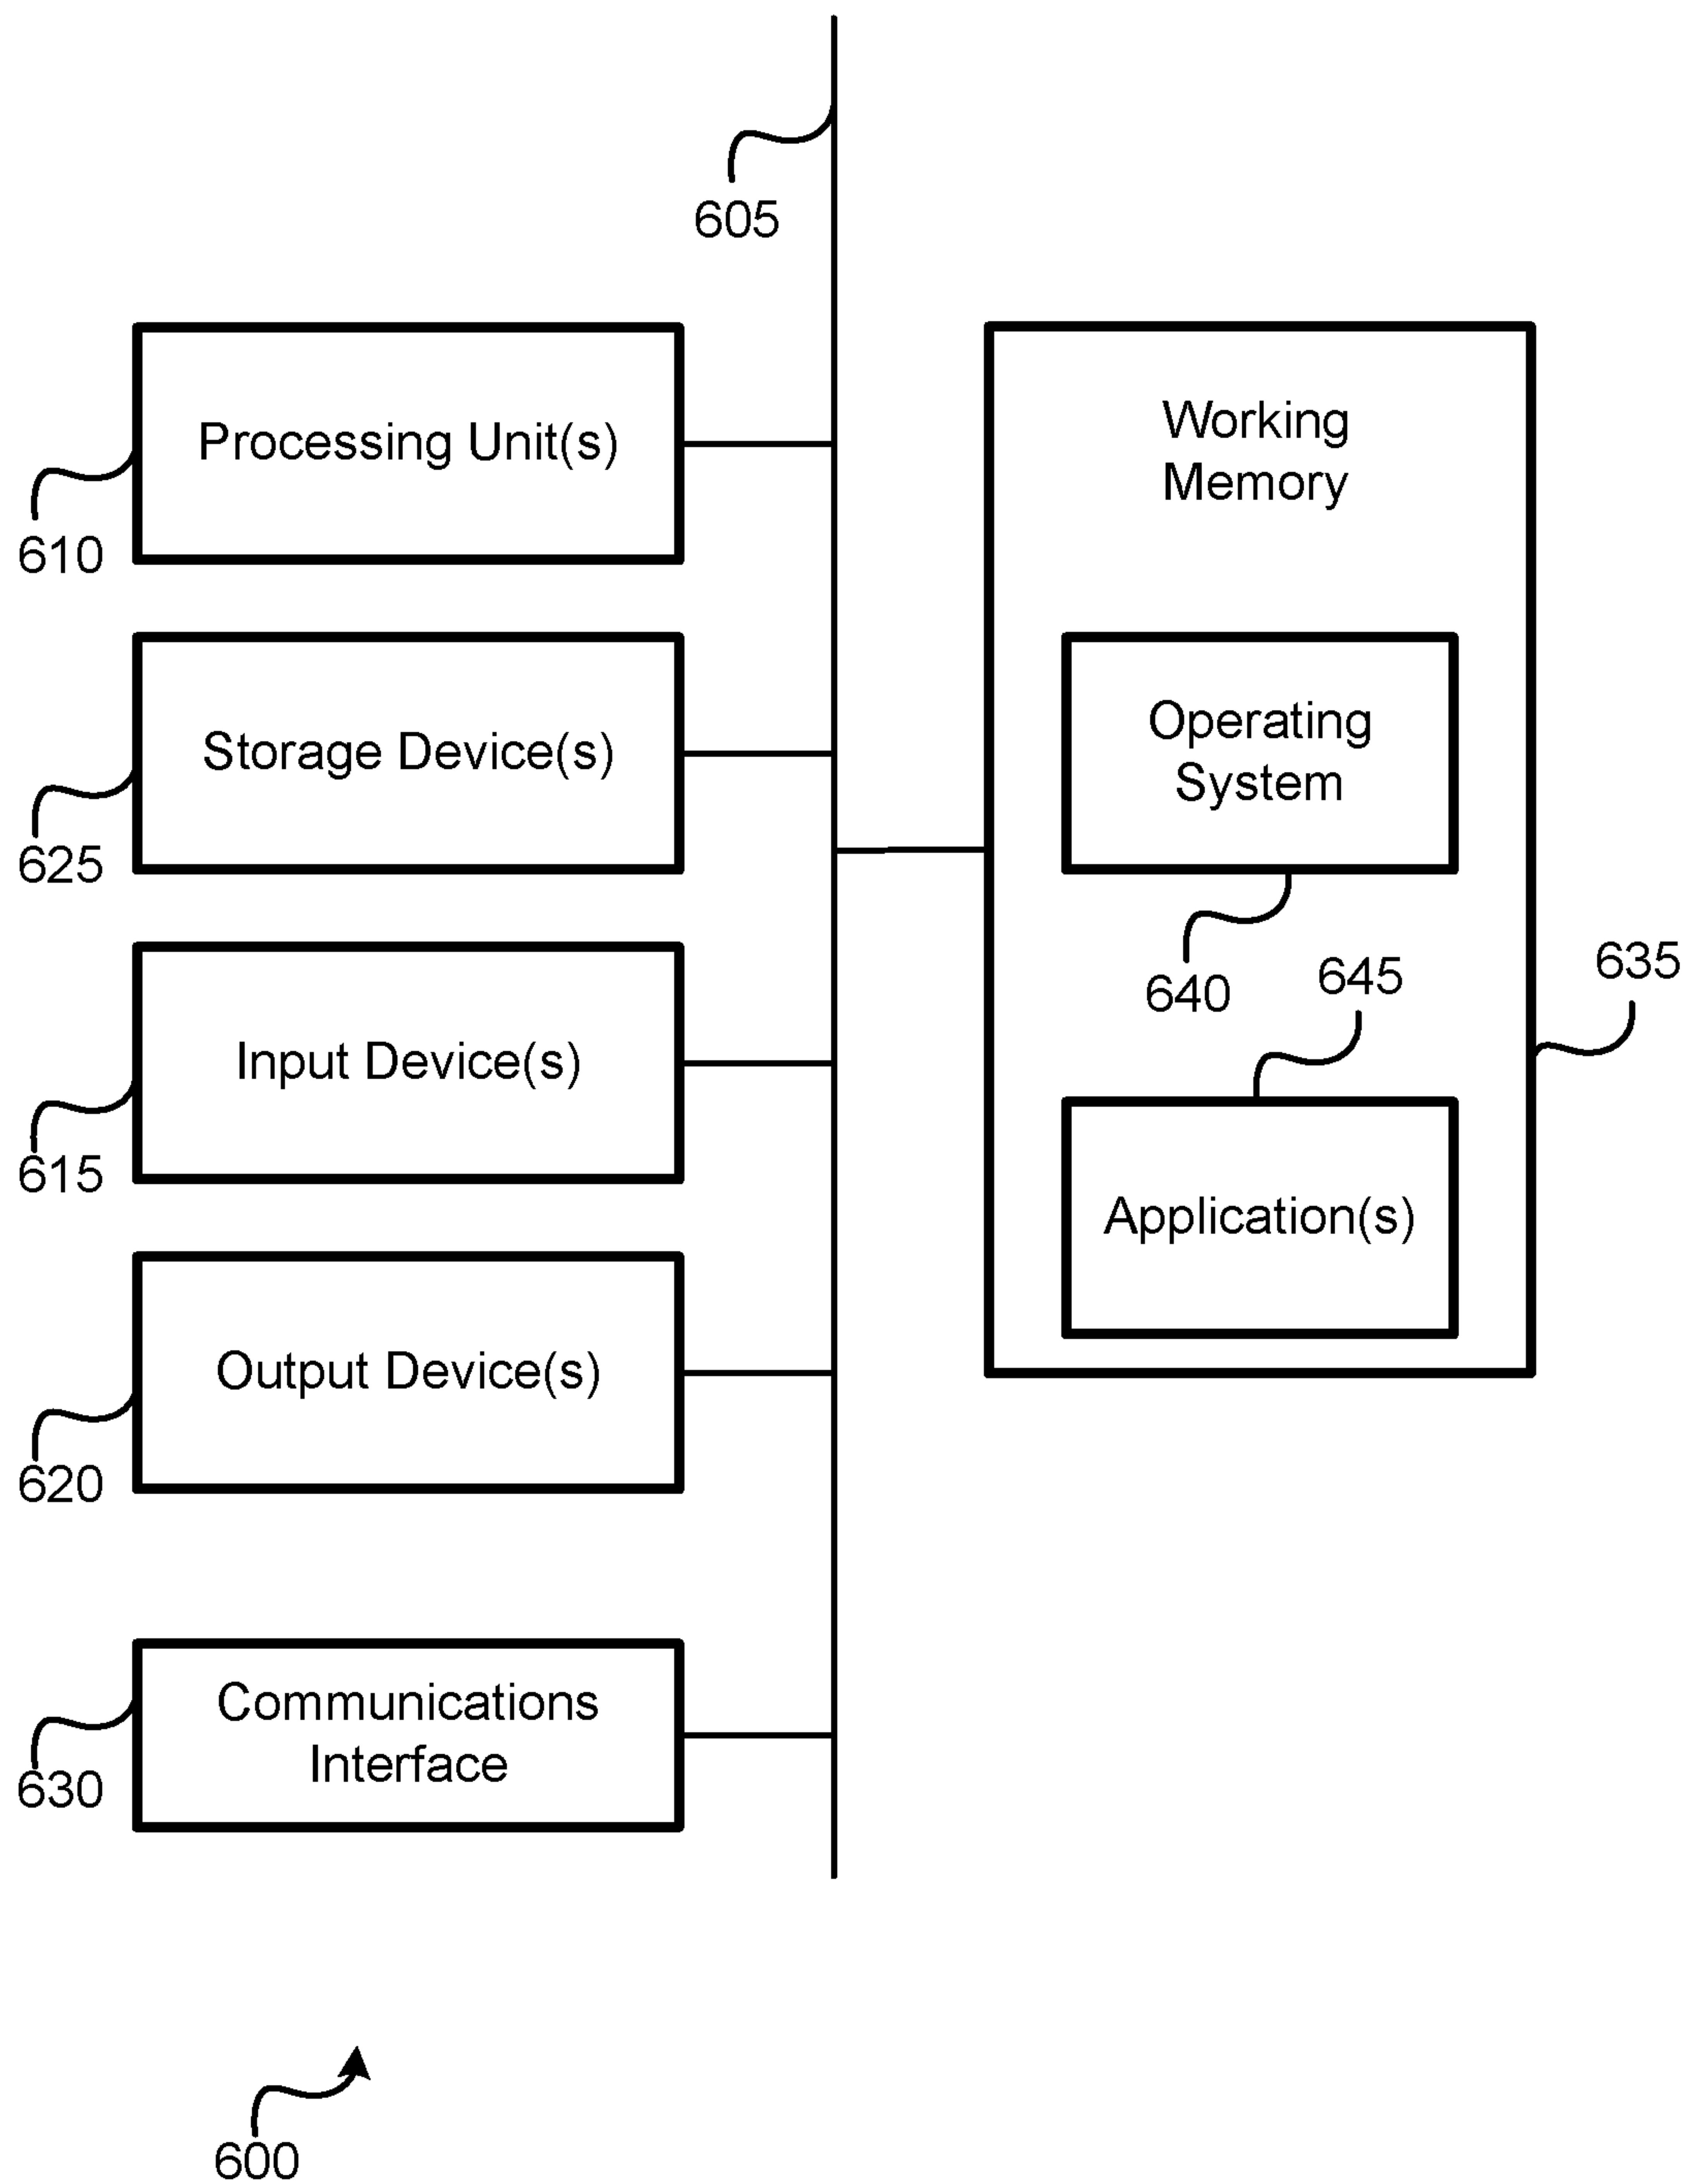 605
Processing Unit(s)
610
Storage Device(s)
625
Input Device(s)
615
Output Device(s)
620
Communications
Interface
630
Working
Memory
Operating
System
640
645
635
Application(s)
600